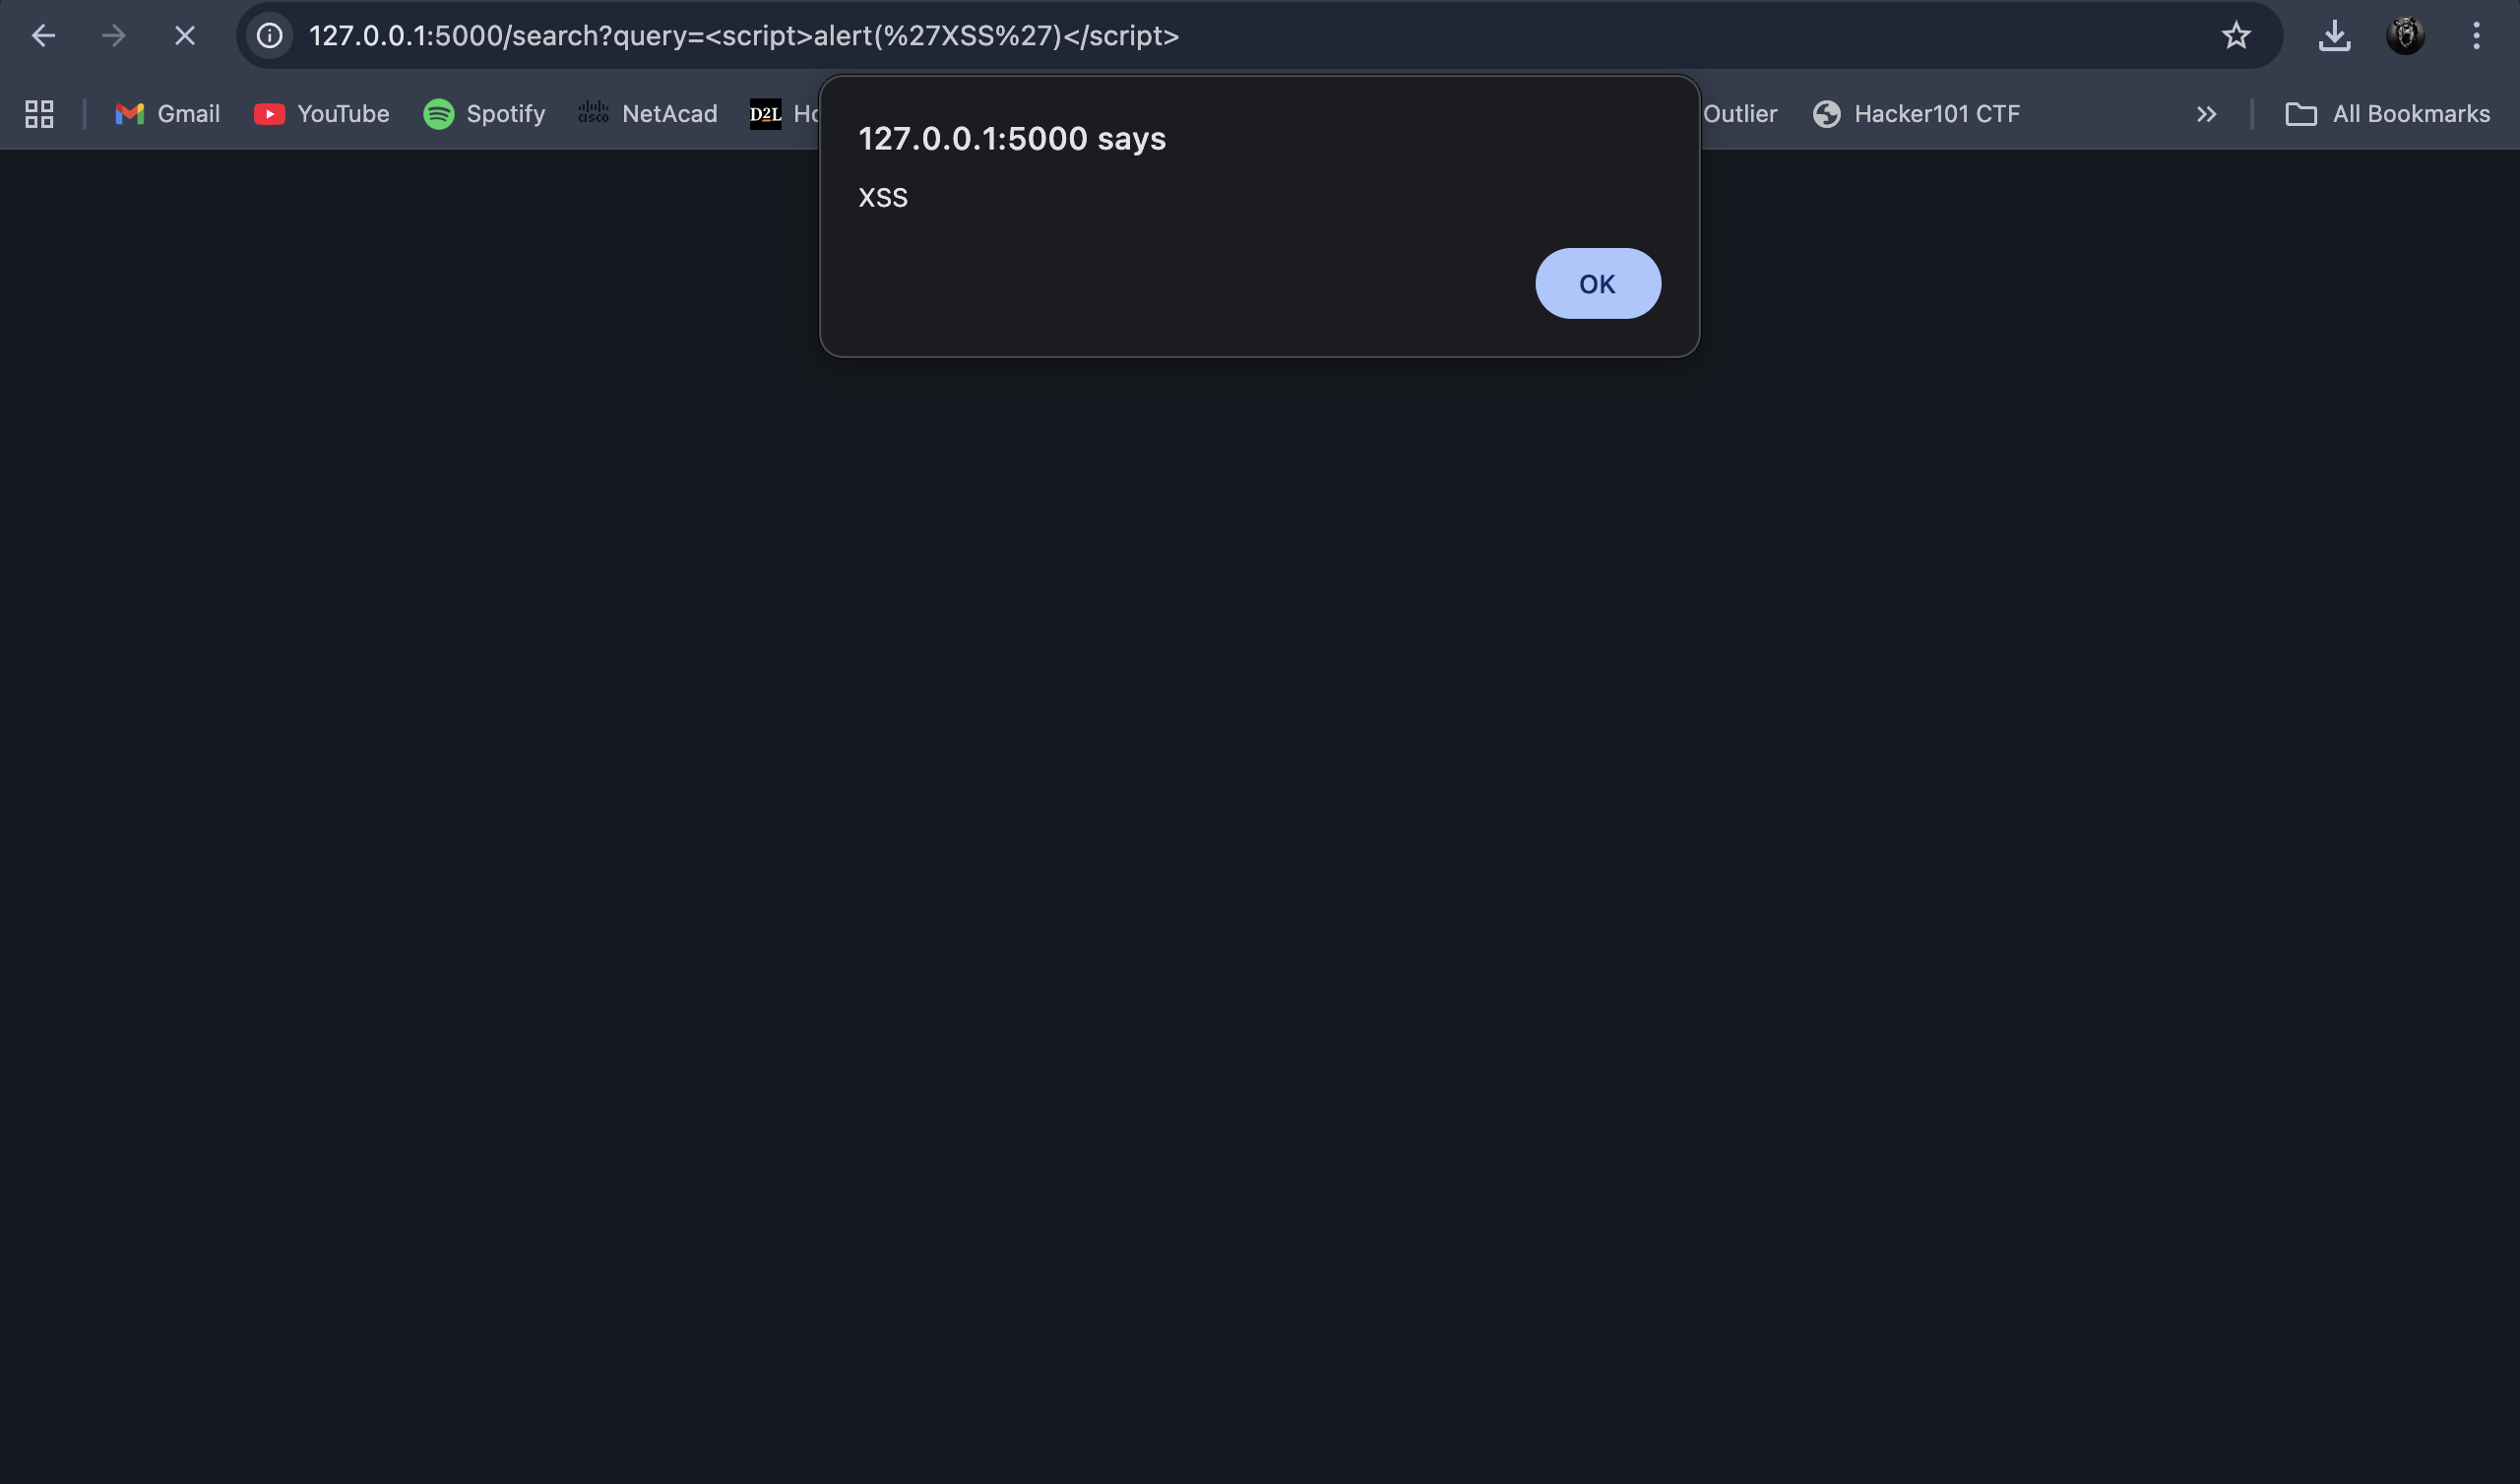 127.0.0.1:5000/search?query=<script>alert(%27XSS%27)</script>
Gmail YouTube Spotify cisco NetAcad D2L Outlier Hacker101 CTF All Bookmarks
127.0.0.1:5000 says
XSS
OK